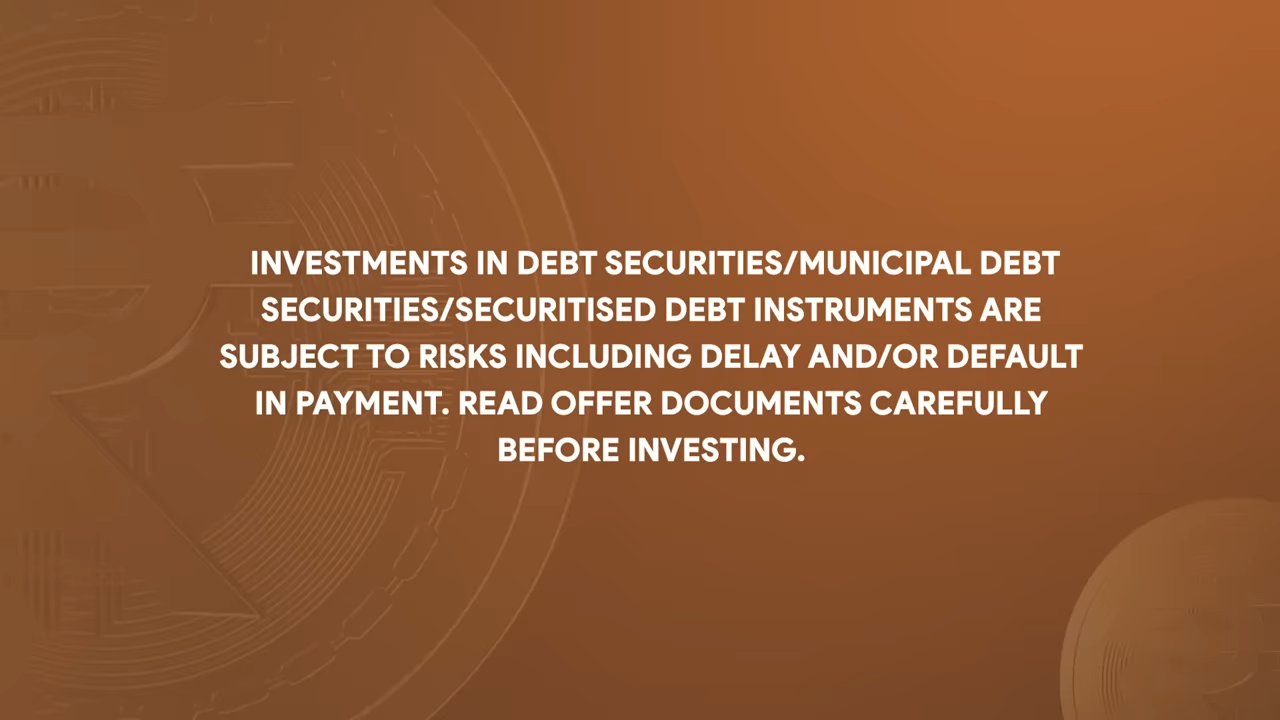 INVESTMENTS IN DEBT SECURITIES/MUNICIPAL DEBT
SECURITIES/SECURITISED DEBT INSTRUMENTS ARE
SUBJECT TO RISKS INCLUDING DELAY AND/OR DEFAULT
IN PAYMENT. READ OFFER DOCUMENTS CAREFULLY
BEFORE INVESTING.